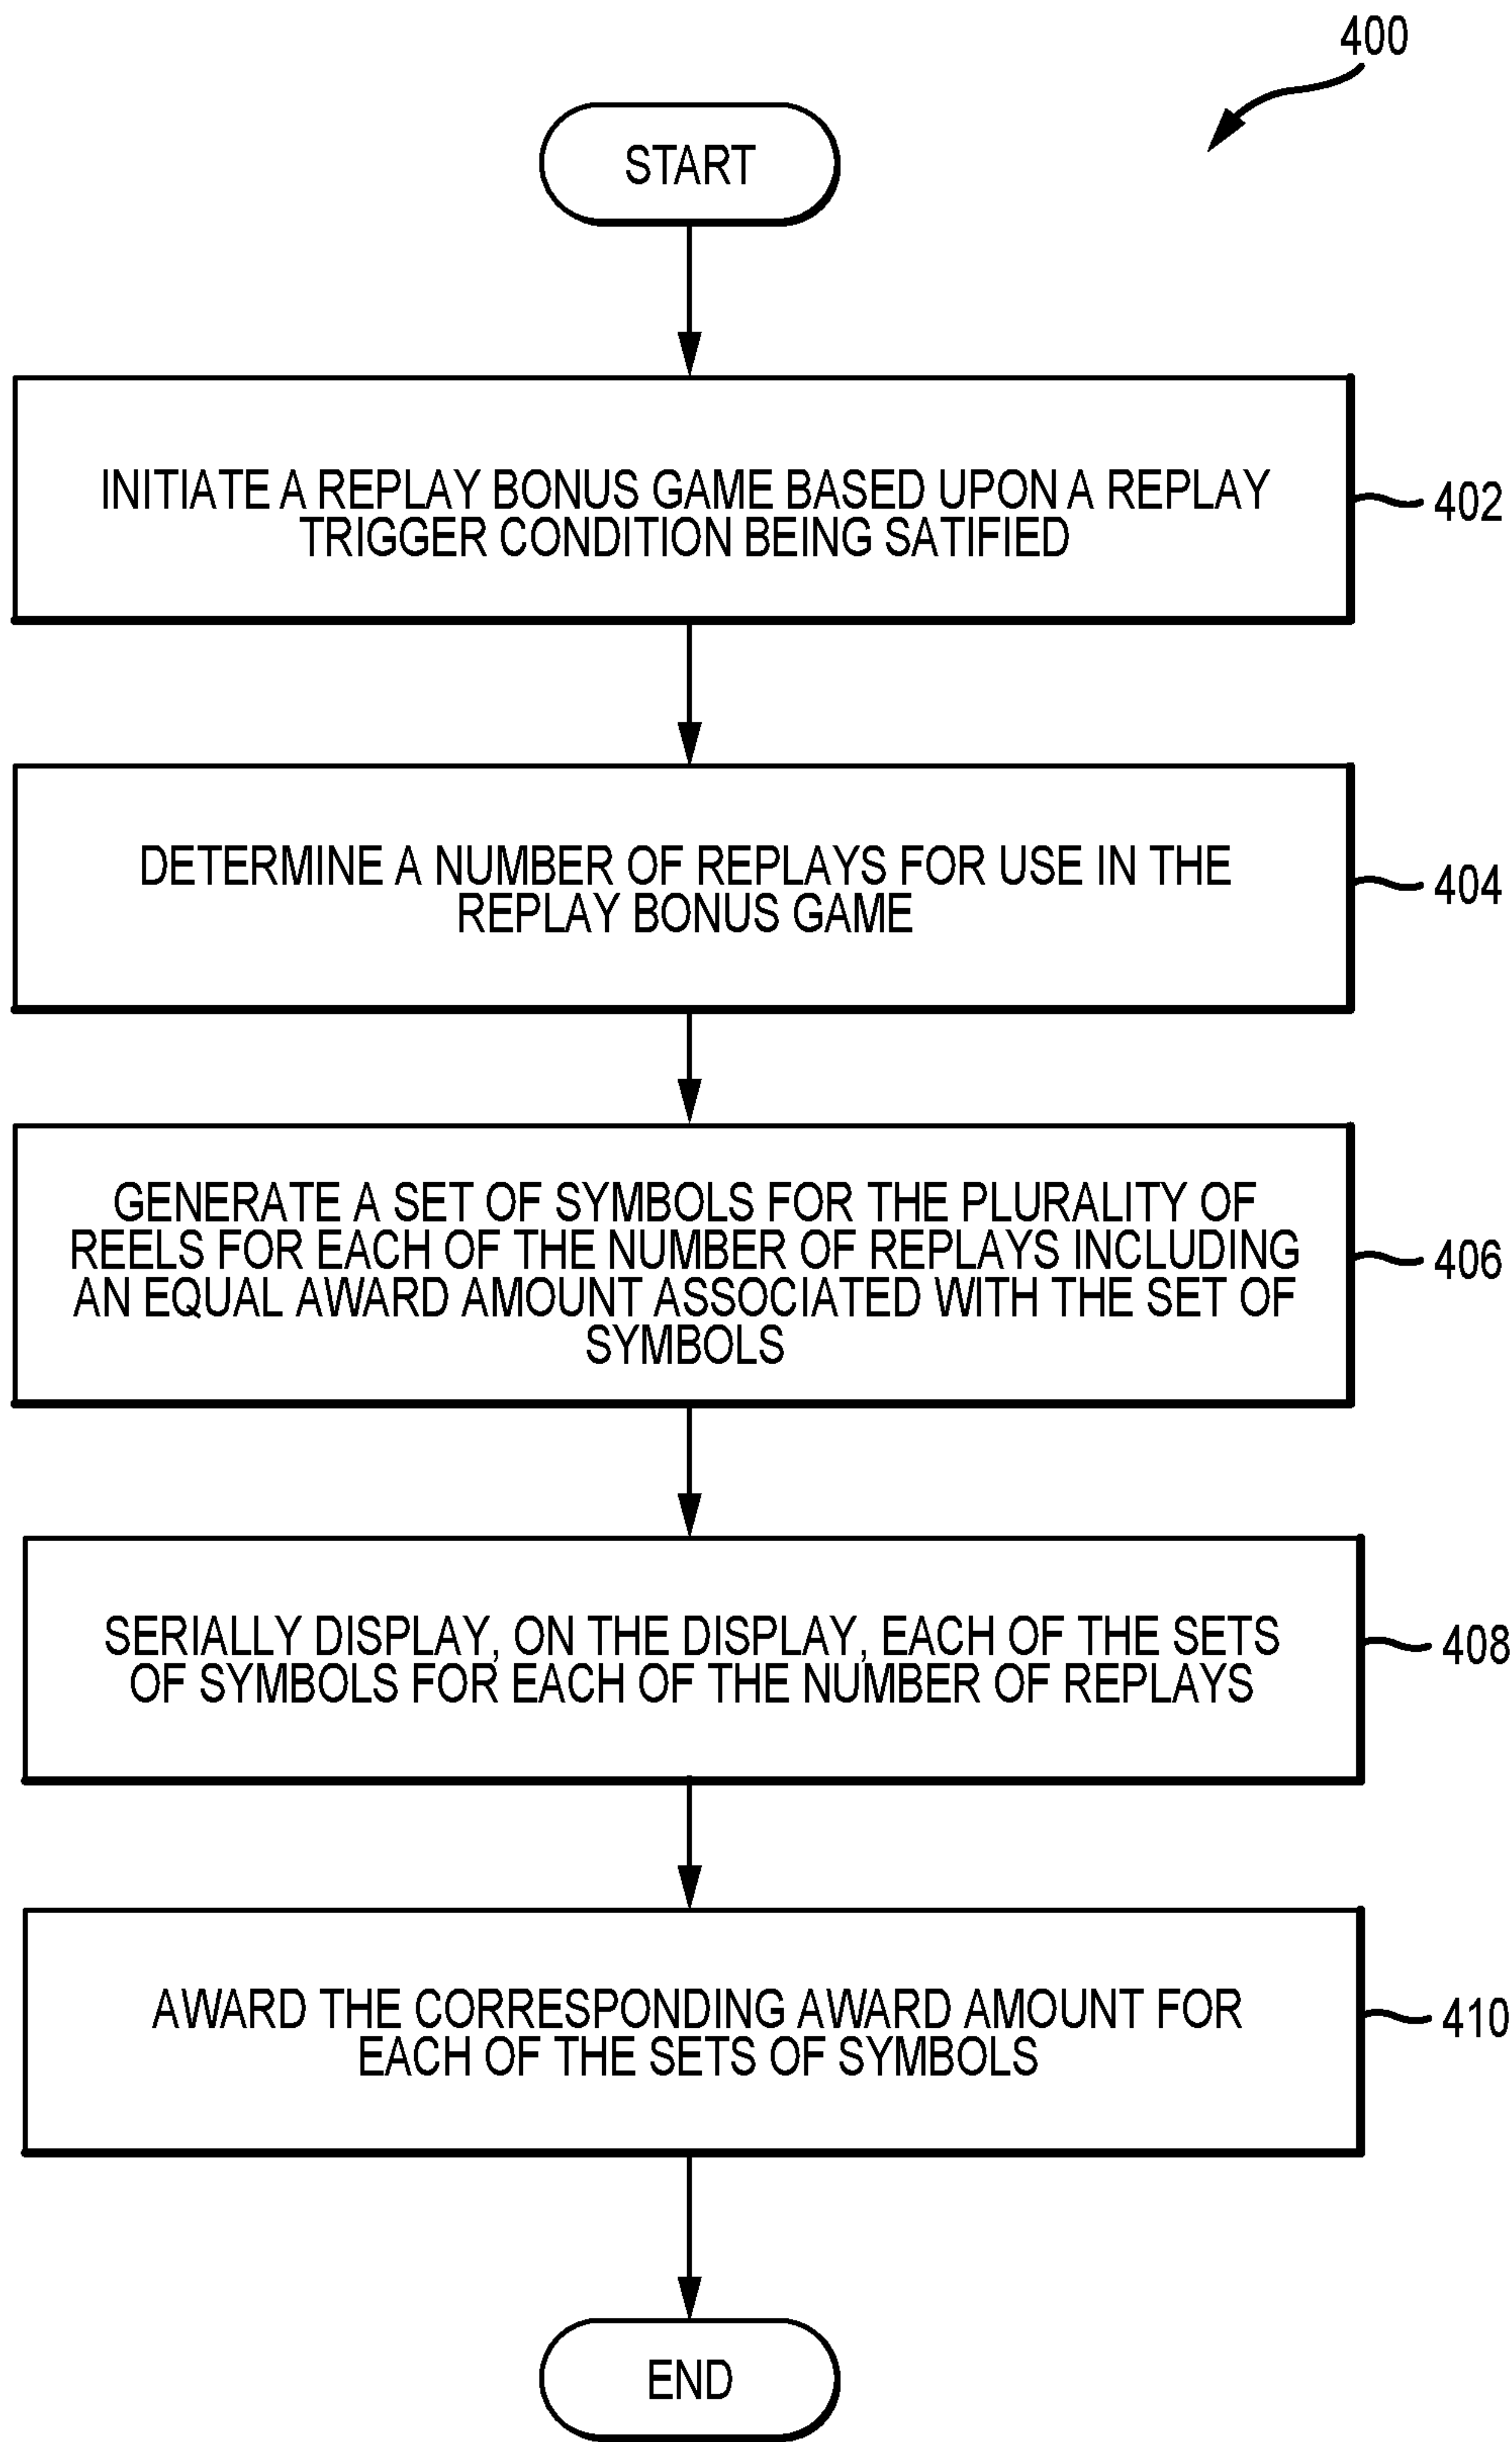 400
START
INITIATE A REPLAY BONUS GAME BASED UPON A REPLAY
TRIGGER CONDITION BEING SATIFIED
402
DETERMINE A NUMBER OF REPLAYS FOR USE IN THE
REPLAY BONUS GAME
404
GENERATE A SET OF SYMBOLS FOR THE PLURALITY OF
REELS FOR EACH OF THE NUMBER OF REPLAYS INCLUDING
AN EQUAL AWARD AMOUNT ASSOCIATED WITH THE SET OF
SYMBOLS
406
SERIALLY DISPLAY, ON THE DISPLAY, EACH OF THE SETS
OF SYMBOLS FOR EACH OF THE NUMBER OF REPLAYS
408
AWARD THE CORRESPONDING AWARD AMOUNT FOR
EACH OF THE SETS OF SYMBOLS
410
END